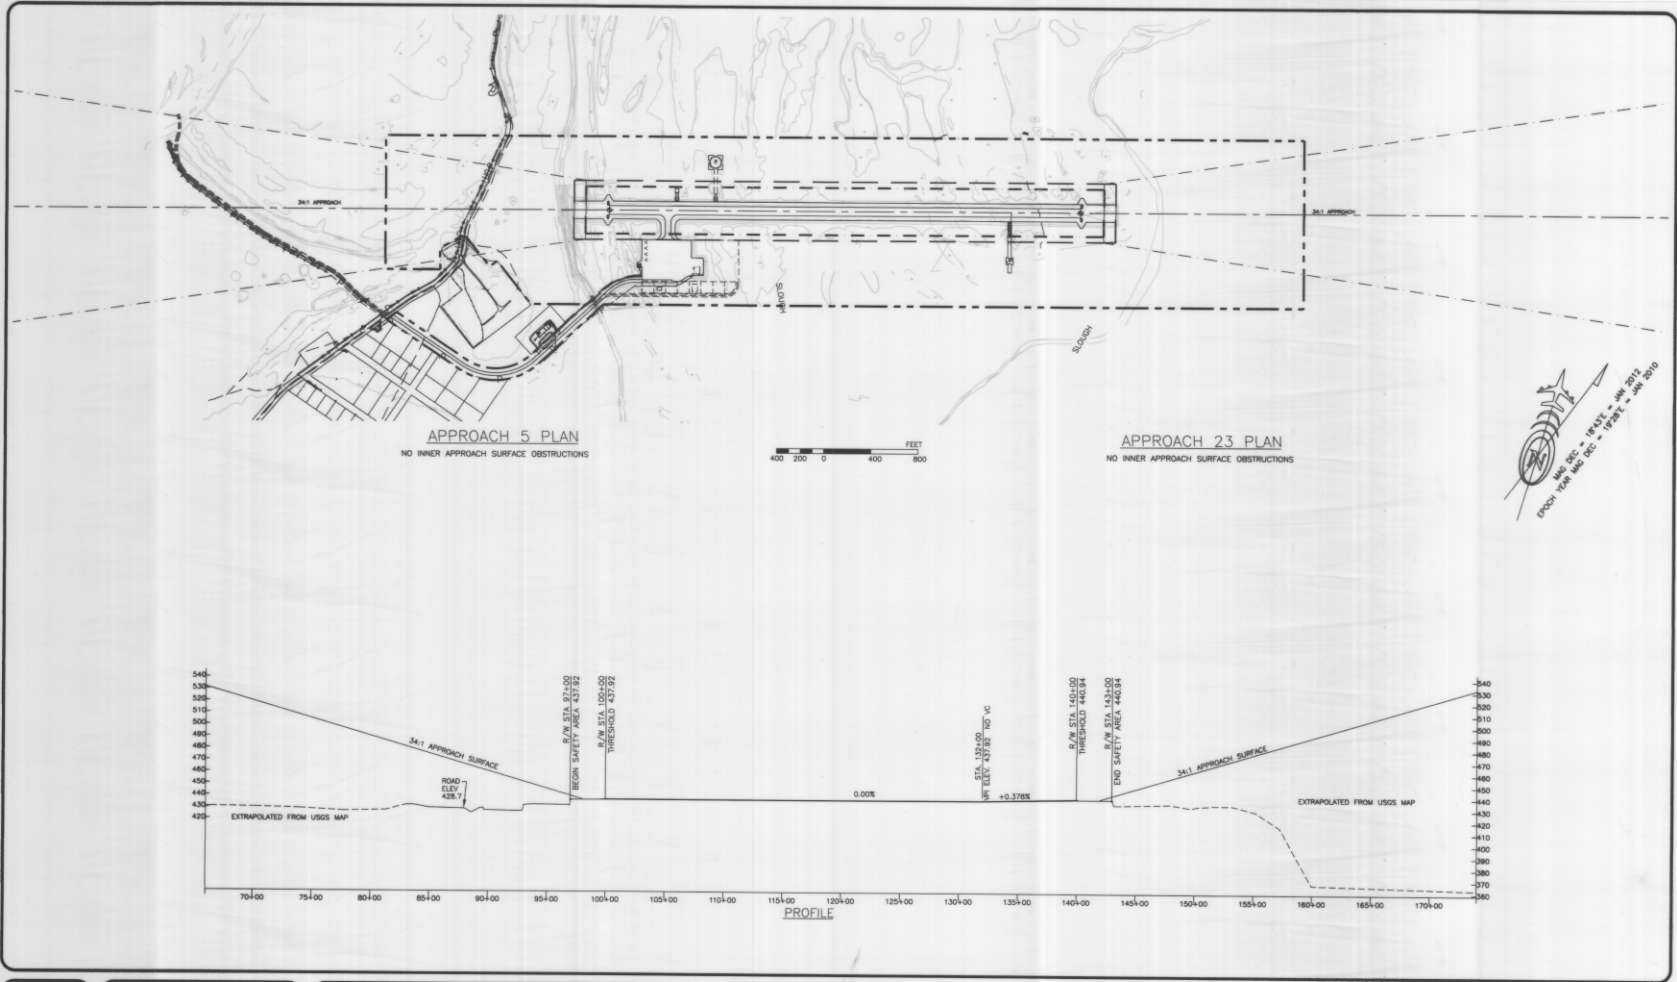 34:1 APPROACH
34:1 APPROACH
SLOUGH
SLOUGH
APPROACH 5 PLAN
NO INNER APPROACH SURFACE OBSTRUCTIONS
FEET
400 200 0 400 800
APPROACH 23 PLAN
NO INNER APPROACH SURFACE OBSTRUCTIONS
MAG DEC = 18°43'E - JAN 2012
EPOCH YEAR MAG DEC = 19°28'E - JAN 2010
540
530
520
510
500
490
480
470
460
450
440
430
420
34:1 APPROACH SURFACE
ROAD
ELEV
428.7
EXTRAPOLATED FROM USGS MAP
R/W STA 97+00
BEGIN SAFETY AREA 437.92
R/W STA 100+00
THRESHOLD 437.92
0.00%
STA. 132+00
VPI ELEV. 437.92 NO VC
+0.378%
R/W STA 140+00
THRESHOLD 440.94
R/W STA 143+00
END SAFETY AREA 440.94
34:1 APPROACH SURFACE
EXTRAPOLATED FROM USGS MAP
540
530
520
510
500
490
480
470
460
450
440
430
420
410
400
390
380
370
360
70+00 75+00 80+00 85+00 90+00 95+00 100+00 105+00 110+00 115+00 120+00 125+00 130+00 135+00 140+00 145+00 150+00 155+00 160+00 165+00 170+00
PROFILE